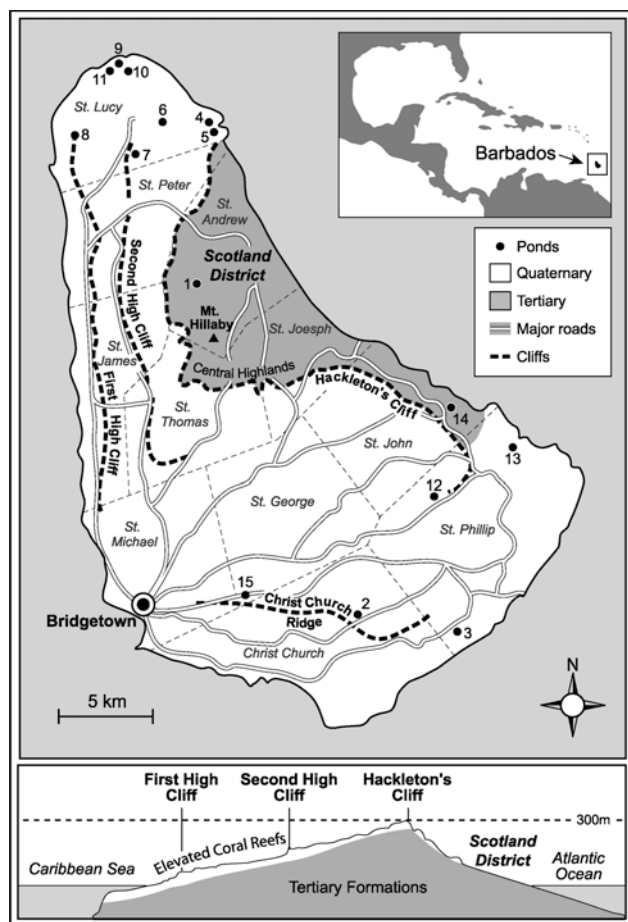 9
11
10
St. Lucy
6
4
5
8
7
St. Peter
St.
Andrew
Scotland
District
1
Mt.
Hillaby
St. Joesph
Central Highlands
Second High Cliff
First High Cliff
St.
James
St.
Thomas
Hackleton's Cliff
14
13
St. John
12
St. George
St. Phillip
St.
Michael
15
Christ Church
Ridge
2
3
Bridgetown
Christ Church
5 km
N
Barbados
Ponds
Quaternary
Tertiary
Major roads
Cliffs
First High
Cliff
Second High
Cliff
Hackleton's
Cliff
300m
Elevated Coral Reefs
Scotland
District
Caribbean Sea
Atlantic
Ocean
Tertiary Formations